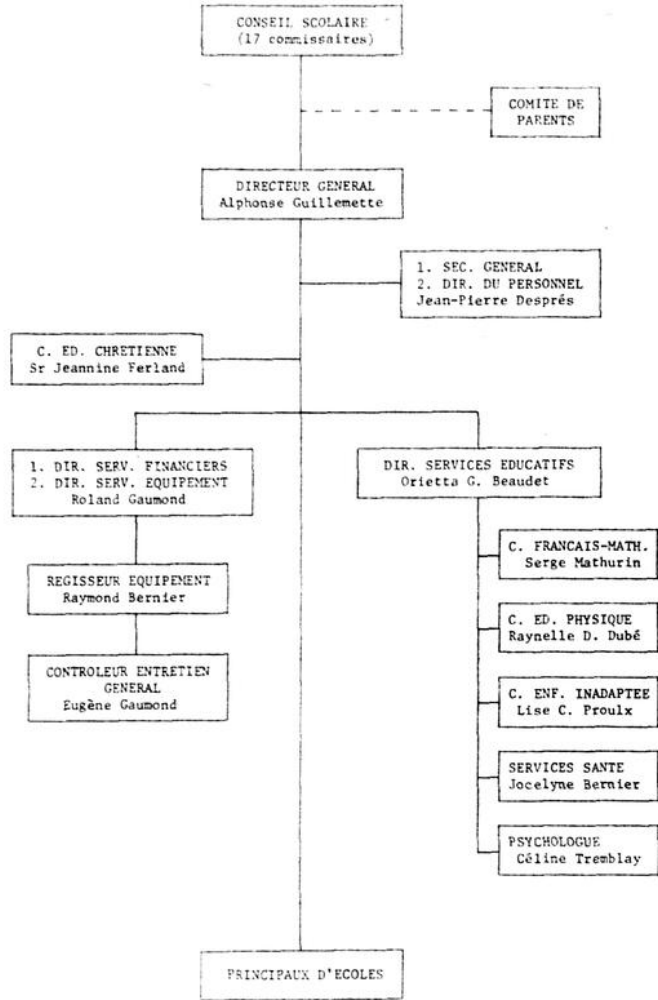 CONSEIL SCOLAIRE
(17 commissaires)
COMITE DE
PARENTS
DIRECTEUR GENERAL
Alphonse Guillemette
1. SEC. GENERAL
2. DIR. DU PERSONNEL
Jean-Pierre Després
C. ED. CHRETIENNE
Sr Jeannine Ferland
1. DIR. SERV. FINANCIERS
2. DIR. SERV. EQUIPEMENT
Roland Gaumond
DIR. SERVICES EDUCATIFS
Orietta G. Beaudet
REGISSEUR EQUIPEMENT
Raymond Bernier
CONTROLEUR ENTRETIEN
GENERAL
Eugène Gaumond
C. FRANCAIS-MATH.
Serge Mathurin
C. ED. PHYSIQUE
Raynelle D. Dubé
C. ENF. INADAPTEE
Lise C. Proulx
SERVICES SANTE
Jocelyne Bernier
PSYCHOLOGUE
Céline Tremblay
PRINCIPAUX D'ECOLES